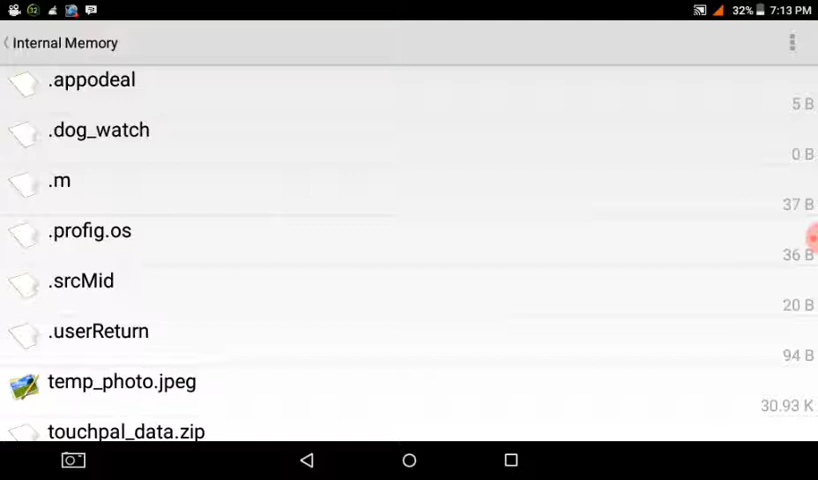 32% 7:13 PM
Internal Memory
.appodeal
5 B
.dog_watch
0 B
.m
37 B
.profig.os
36 B
.srcMid
20 B
.userReturn
94 B
temp_photo.jpeg
30.93 K
touchpal_data.zip